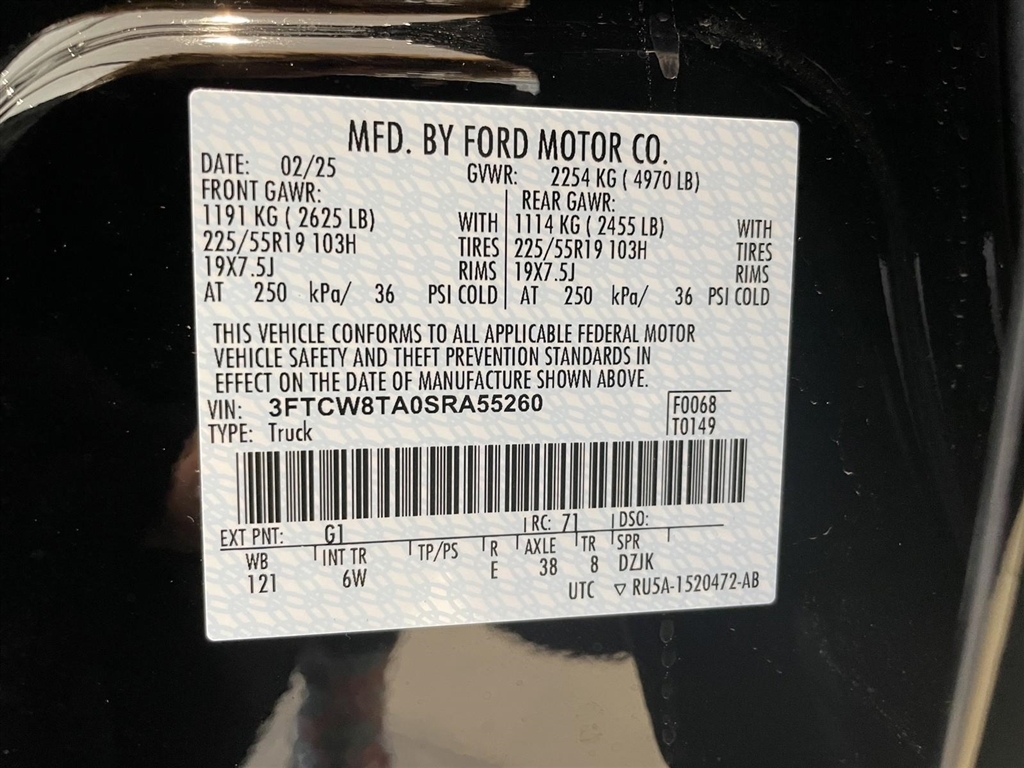 MFD. BY FORD MOTOR CO.
DATE: 02/25 GVWR: 2254 KG ( 4970 LB)
FRONT GAWR: REAR GAWR:
1191 KG ( 2625 LB) WITH 1114 KG ( 2455 LB) WITH
225/55R19 103H TIRES 225/55R19 103H TIRES
19X7.5J RIMS 19X7.5J RIMS
AT 250 kPa/ 36 PSI COLD AT 250 kPa/ 36 PSI COLD
THIS VEHICLE CONFORMS TO ALL APPLICABLE FEDERAL MOTOR
VEHICLE SAFETY AND THEFT PREVENTION STANDARDS IN
EFFECT ON THE DATE OF MANUFACTURE SHOWN ABOVE.
VIN: 3FTCW8TA0SRA55260 F0068
TYPE: Truck T0149
EXT PNT: G1 RC: 71 DSO:
WB INT TR TP/PS R AXLE TR SPR
121 6W E 38 8 DZJK
UTC ▽ RU5A-1520472-AB